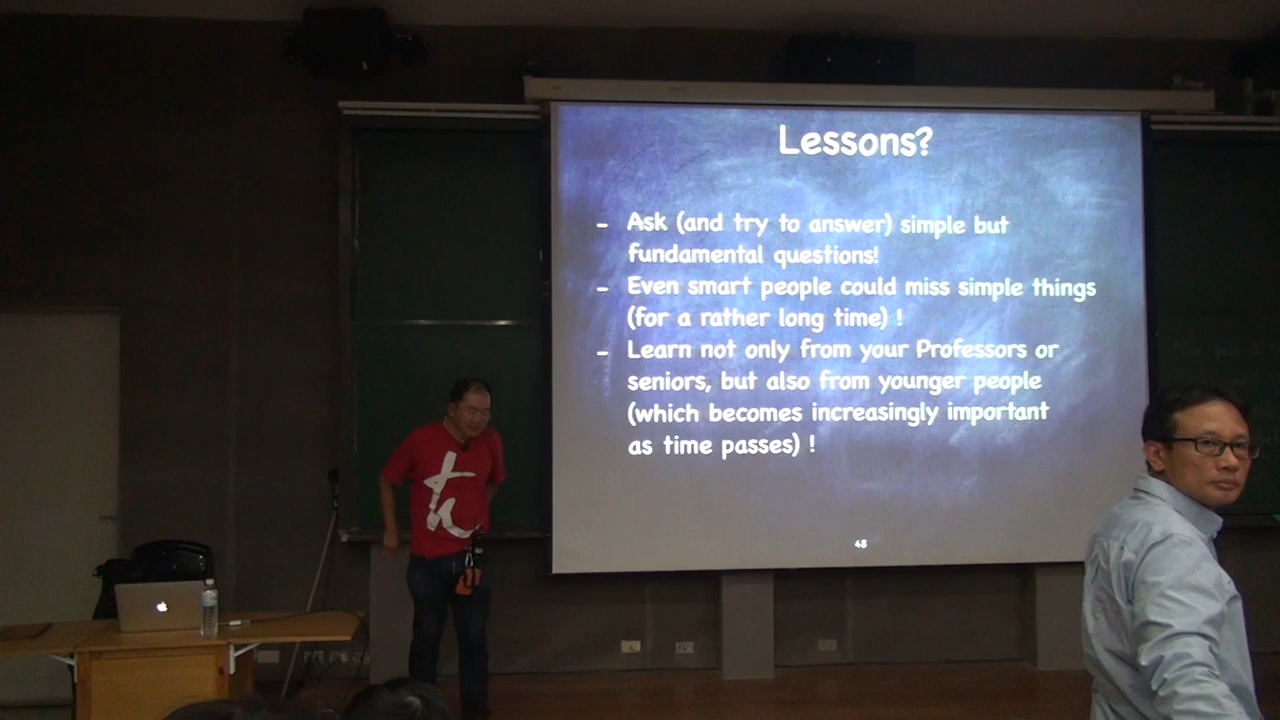 Lessons?
- Ask (and try to answer) simple but
fundamental questions!
- Even smart people could miss simple things
(for a rather long time) !
- Learn not only from your Professors or
seniors, but also from younger people
(which becomes increasingly important
as time passes) !
48